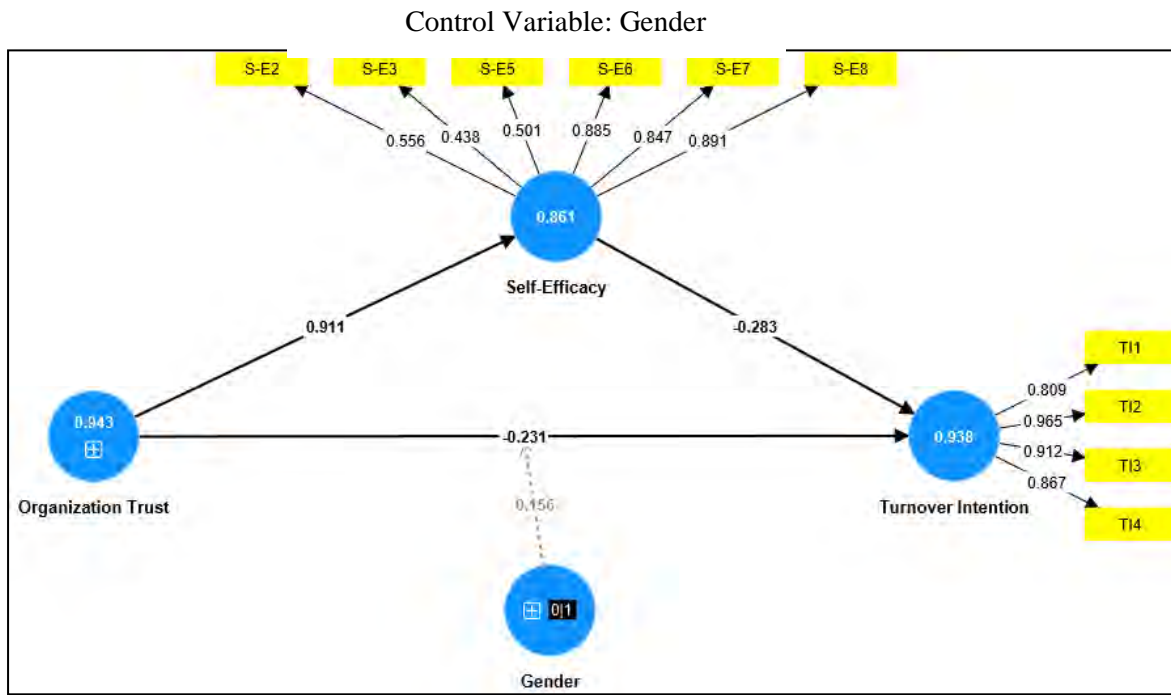 Control Variable: Gender
S-E2 S-E3 S-E5 S-E6 S-E7 S-E8
0.556 0.438 0.501 0.885 0.847 0.891
0.861
Self-Efficacy
0.911 -0.283
TI1
0.809
TI2
0.943 -0.231 0.938 0.965
0.912
TI3
0.867
Organization Trust Turnover Intention
TI4
0.156
0|1
Gender